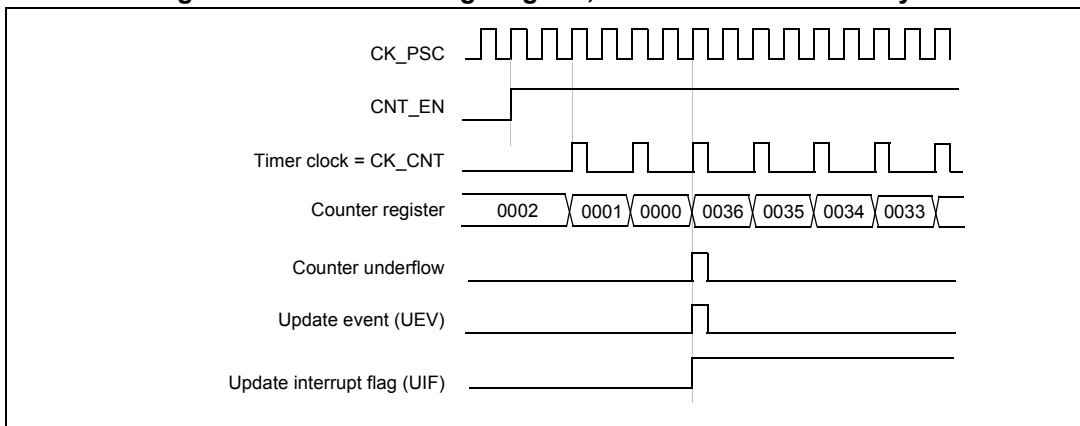 CK_PSC
CNT_EN
Timer clock = CK_CNT
Counter register 0002 0001 0000 0036 0035 0034 0033
Counter underflow
Update event (UEV)
Update interrupt flag (UIF)